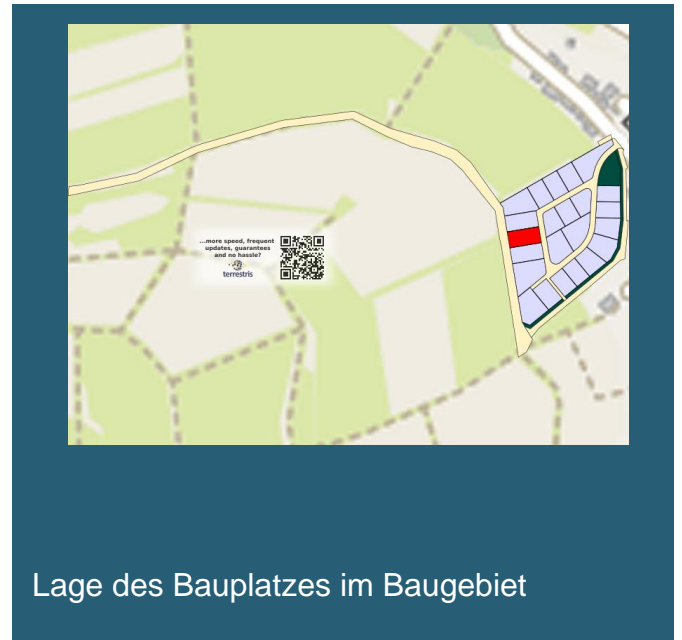 ...more speed, frequent
updates, guarantees
and no hassle?
terrestris
Lage des Bauplatzes im Baugebiet